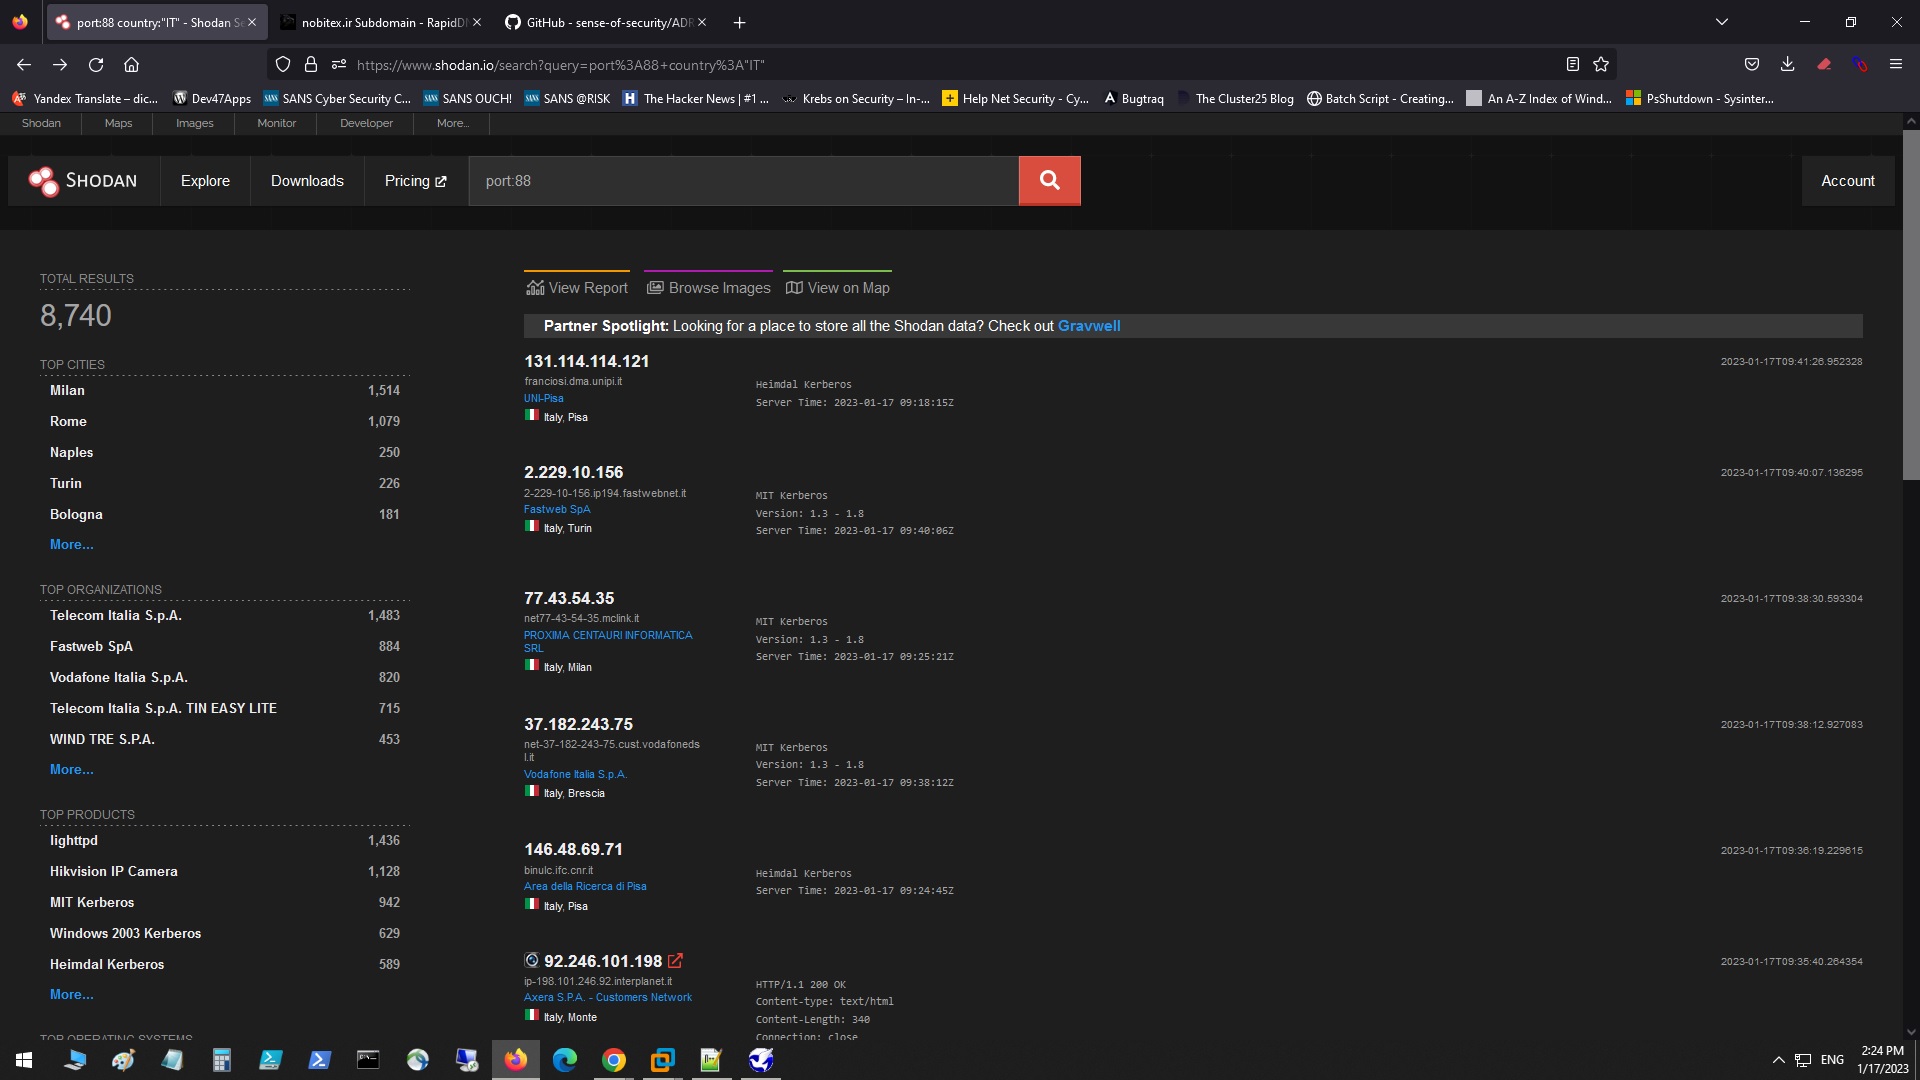 port:88 country:"IT" - Shodan Se
nobitex.ir Subdomain - RapidDN
GitHub - sense-of-security/ADR
https://www.shodan.io/search?query=port%3A88+country%3A"IT"
Yandex Translate – dic...
Dev47Apps
SANS Cyber Security C...
SANS OUCH!
SANS @RISK
The Hacker News | #1 ...
Krebs on Security – In-...
Help Net Security - Cy...
Bugtraq
The Cluster25 Blog
Batch Script - Creating...
An A-Z Index of Wind...
PsShutdown - Sysinter...
Shodan
Maps
Images
Monitor
Developer
More...
SHODAN
Explore
Downloads
Pricing
port:88
Account
TOTAL RESULTS
8,740
TOP CITIES
Milan 1,514
Rome 1,079
Naples 250
Turin 226
Bologna 181
More...
TOP ORGANIZATIONS
Telecom Italia S.p.A. 1,483
Fastweb SpA 884
Vodafone Italia S.p.A. 820
Telecom Italia S.p.A. TIN EASY LITE 715
WIND TRE S.P.A. 453
More...
TOP PRODUCTS
lighttpd 1,436
Hikvision IP Camera 1,128
MIT Kerberos 942
Windows 2003 Kerberos 629
Heimdal Kerberos 589
More...
TOP OPERATING SYSTEMS
View Report
Browse Images
View on Map
Partner Spotlight: Looking for a place to store all the Shodan data? Check out Gravwell
131.114.114.121
2023-01-17T09:41:26.952328
franciosi.dma.unipi.it
UNI-Pisa
Italy, Pisa
Heimdal Kerberos
Server Time: 2023-01-17 09:18:15Z
2.229.10.156
2023-01-17T09:40:07.136295
2-229-10-156.ip194.fastwebnet.it
Fastweb SpA
Italy, Turin
MIT Kerberos
Version: 1.3 - 1.8
Server Time: 2023-01-17 09:40:06Z
77.43.54.35
2023-01-17T09:38:30.593304
net77-43-54-35.mclink.it
PROXIMA CENTAURI INFORMATICA
SRL
Italy, Milan
MIT Kerberos
Version: 1.3 - 1.8
Server Time: 2023-01-17 09:25:21Z
37.182.243.75
2023-01-17T09:38:12.927083
net-37-182-243-75.cust.vodafoneds
l.it
Vodafone Italia S.p.A.
Italy, Brescia
MIT Kerberos
Version: 1.3 - 1.8
Server Time: 2023-01-17 09:38:12Z
146.48.69.71
2023-01-17T09:36:19.229615
binulc.ifc.cnr.it
Area della Ricerca di Pisa
Italy, Pisa
Heimdal Kerberos
Server Time: 2023-01-17 09:24:45Z
92.246.101.198
2023-01-17T09:35:40.264354
ip-198.101.246.92.interplanet.it
Axera S.P.A. - Customers Network
Italy, Monte
HTTP/1.1 200 OK
Content-type: text/html
Content-Length: 340
Connection: close
ENG
2:24 PM
1/17/2023